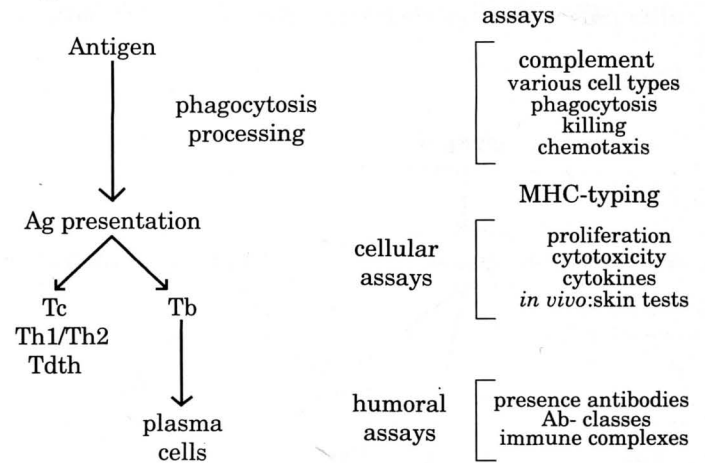 assays
Antigen
complement
various cell types
phagocytosis
killing
chemotaxis
phagocytosis
processing
MHC-typing
Ag presentation
cellular
assays
proliferation
cytotoxicity
cytokines
in vivo:skin tests
Tc
Th1/Th2
Tdth
Tb
humoral
assays
presence antibodies
Ab- classes
immune complexes
plasma
cells